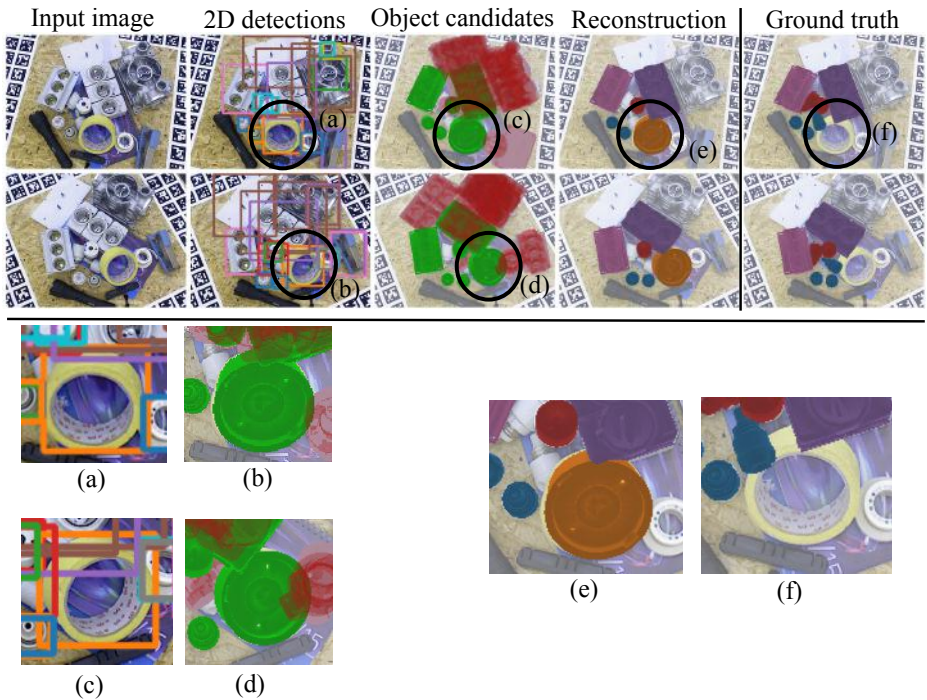 Input image 2D detections Object candidates Reconstruction Ground truth
(a) (c) (e) (f)
(b) (d)
(a) (b)
(e) (f)
(c) (d)